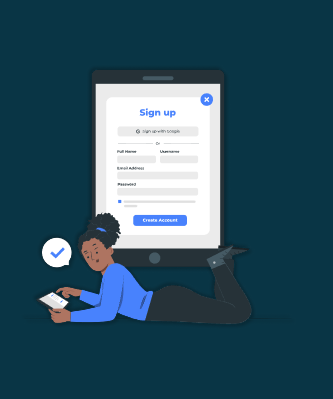 Sign up
G Sign up with Google
Or
Full Name Username
Email Address
Password
Create Account